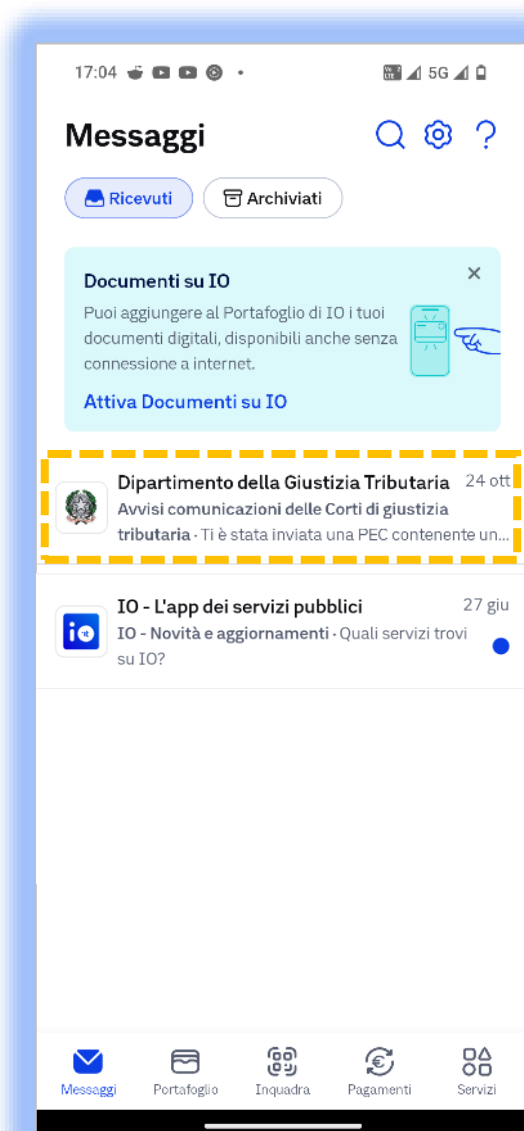 17:04 5G
Messaggi
Ricevuti Archiviati
Documenti su IO
Puoi aggiungere al Portafoglio di IO i tuoi
documenti digitali, disponibili anche senza
connessione a internet.
Attiva Documenti su IO
Dipartimento della Giustizia Tributaria 24 ott
Avvisi comunicazioni delle Corti di giustizia
tributaria · Ti è stata inviata una PEC contenente un...
IO - L'app dei servizi pubblici 27 giu
IO - Novità e aggiornamenti · Quali servizi trovi
su IO?
Messaggi Portafoglio Inquadra Pagamenti Servizi